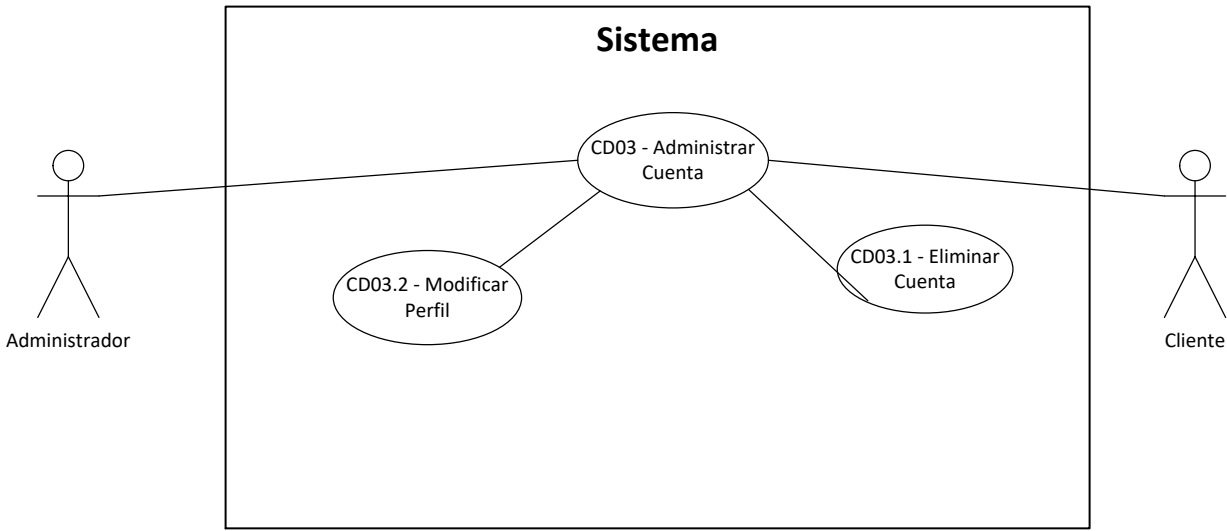 Sistema
CD03 - Administrar
Cuenta
CD03.2 - Modificar
Perfil
CD03.1 - Eliminar
Cuenta
Administrador
Cliente